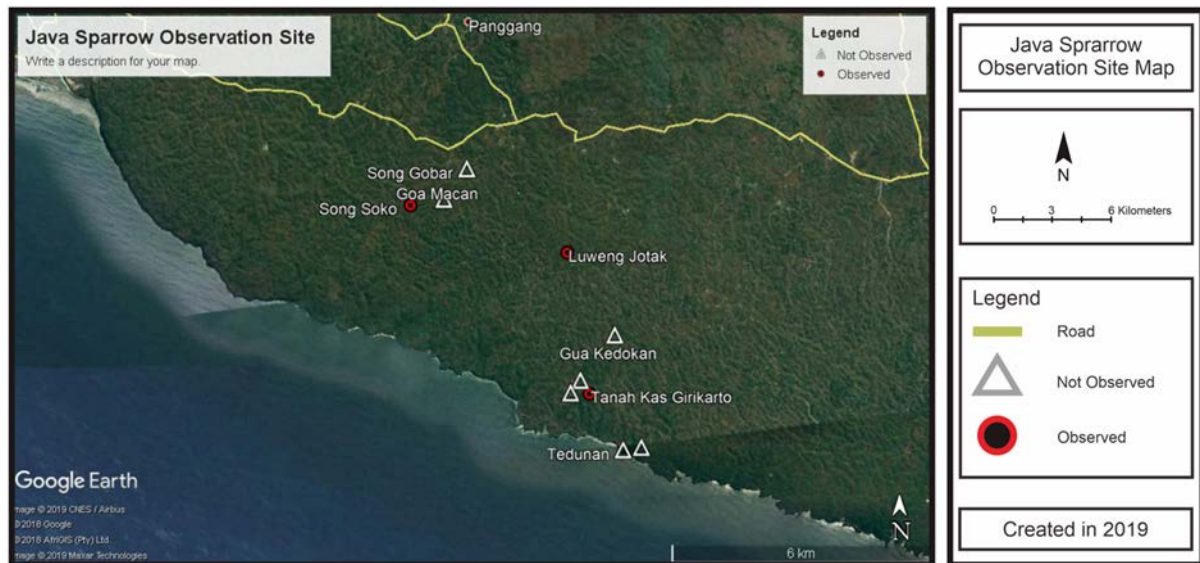 Java Sparrow Observation Site
Write a description for your map.
Panggang
Legend
Not Observed
Observed
Song Gobar
Goa Macan
Song Soko
Luweng Jotak
Gua Kedokan
Tanah Kas Girikarto
Tedunan
Google Earth
Image © 2019 CNES / Airbus
© 2018 Google
© 2018 AfriGIS (Pty) Ltd.
Image © 2019 Maxar Technologies
N
6 km
Java Sprarrow
Observation Site Map
N
0 3 6 Kilometers
Legend
Road
Not Observed
Observed
Created in 2019